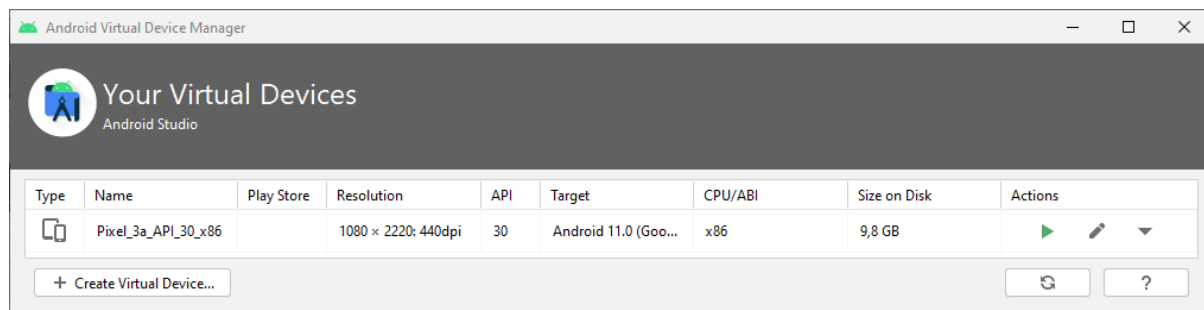 Android Virtual Device Manager
Your Virtual Devices
Android Studio
Type Name Play Store Resolution API Target CPU/ABI Size on Disk Actions
Pixel_3a_API_30_x86 1080 × 2220: 440dpi 30 Android 11.0 (Goo... x86 9,8 GB
+ Create Virtual Device... ?